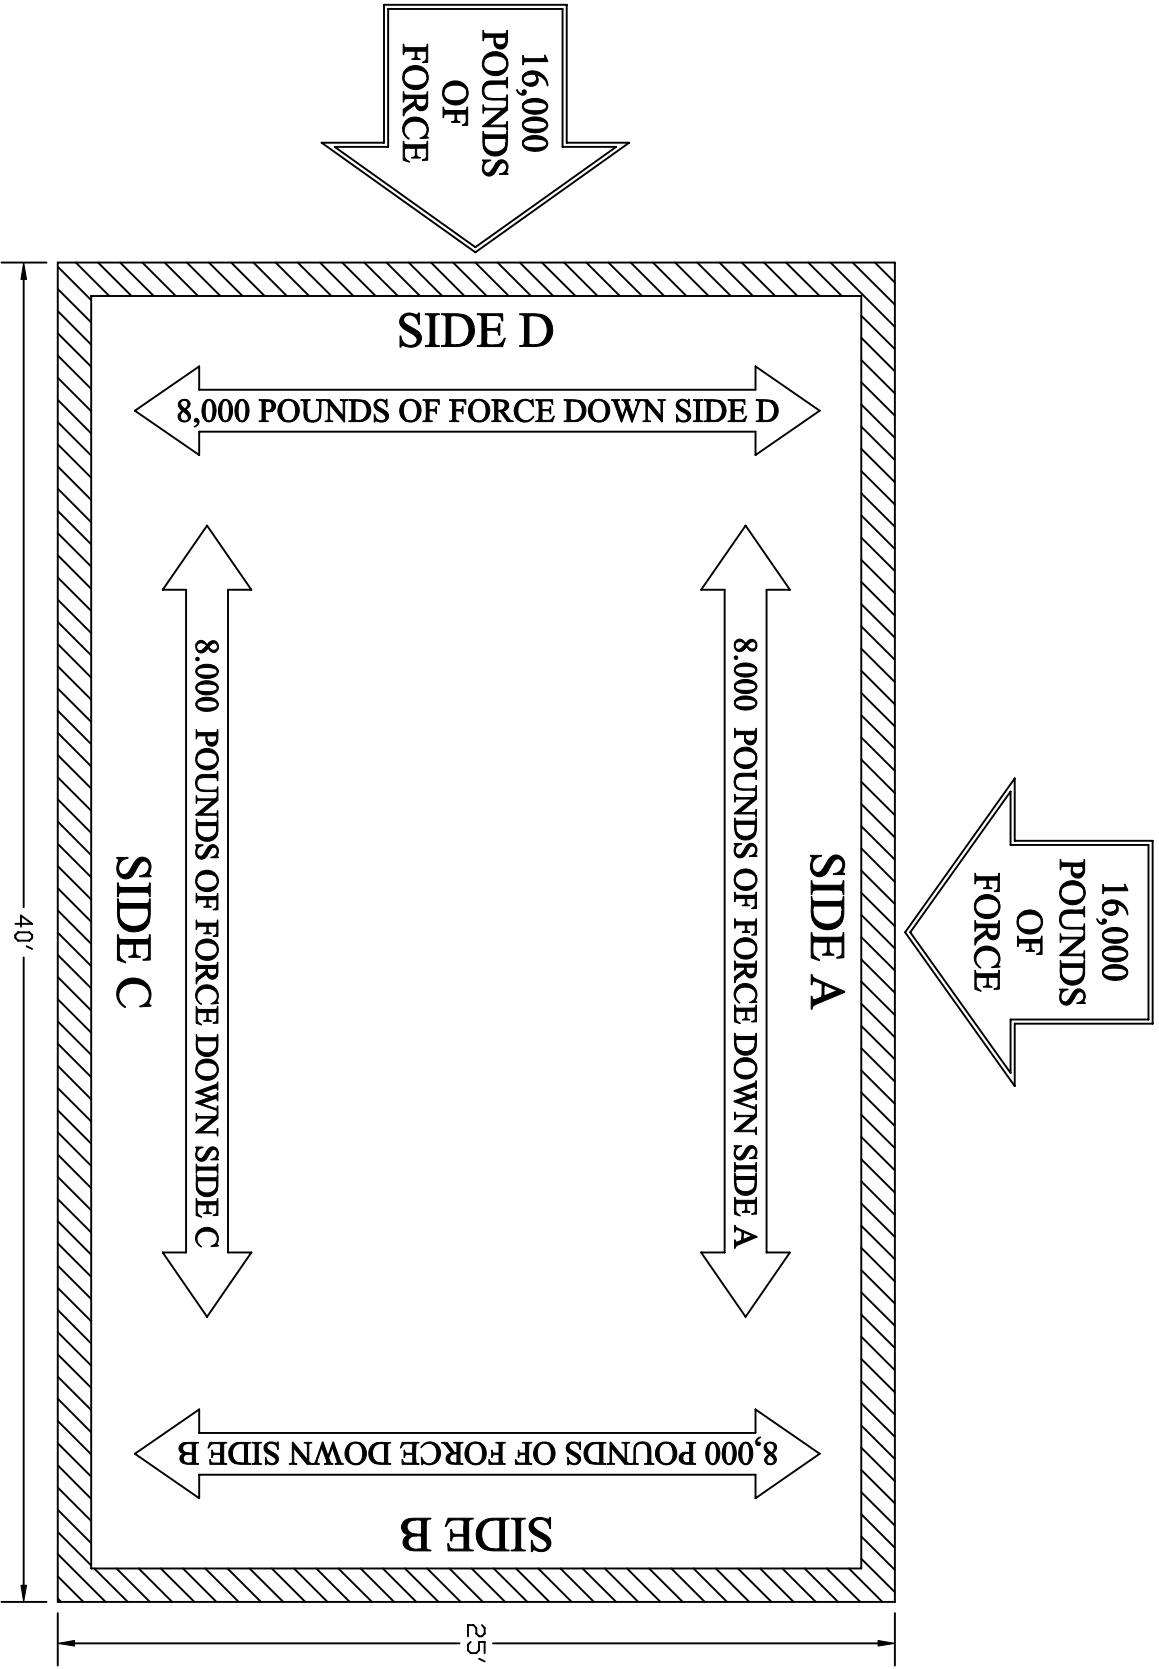 16,000
POUNDS
OF
FORCE
SIDE D
8,000 POUNDS OF FORCE DOWN SIDE D
8.000 POUNDS OF FORCE DOWN SIDE A
SIDE A
16,000
POUNDS
OF
FORCE
8.000 POUNDS OF FORCE DOWN SIDE C
SIDE C
8,000 POUNDS OF FORCE DOWN SIDE B
SIDE B
40'
25'